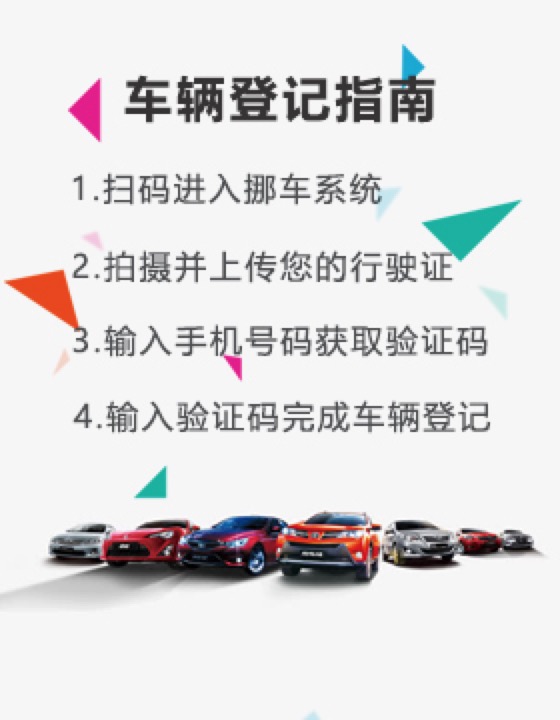 车辆登记指南
1.扫码进入挪车系统
2.拍摄并上传您的行驶证
3.输入手机号码获取验证码
4.输入验证码完成车辆登记